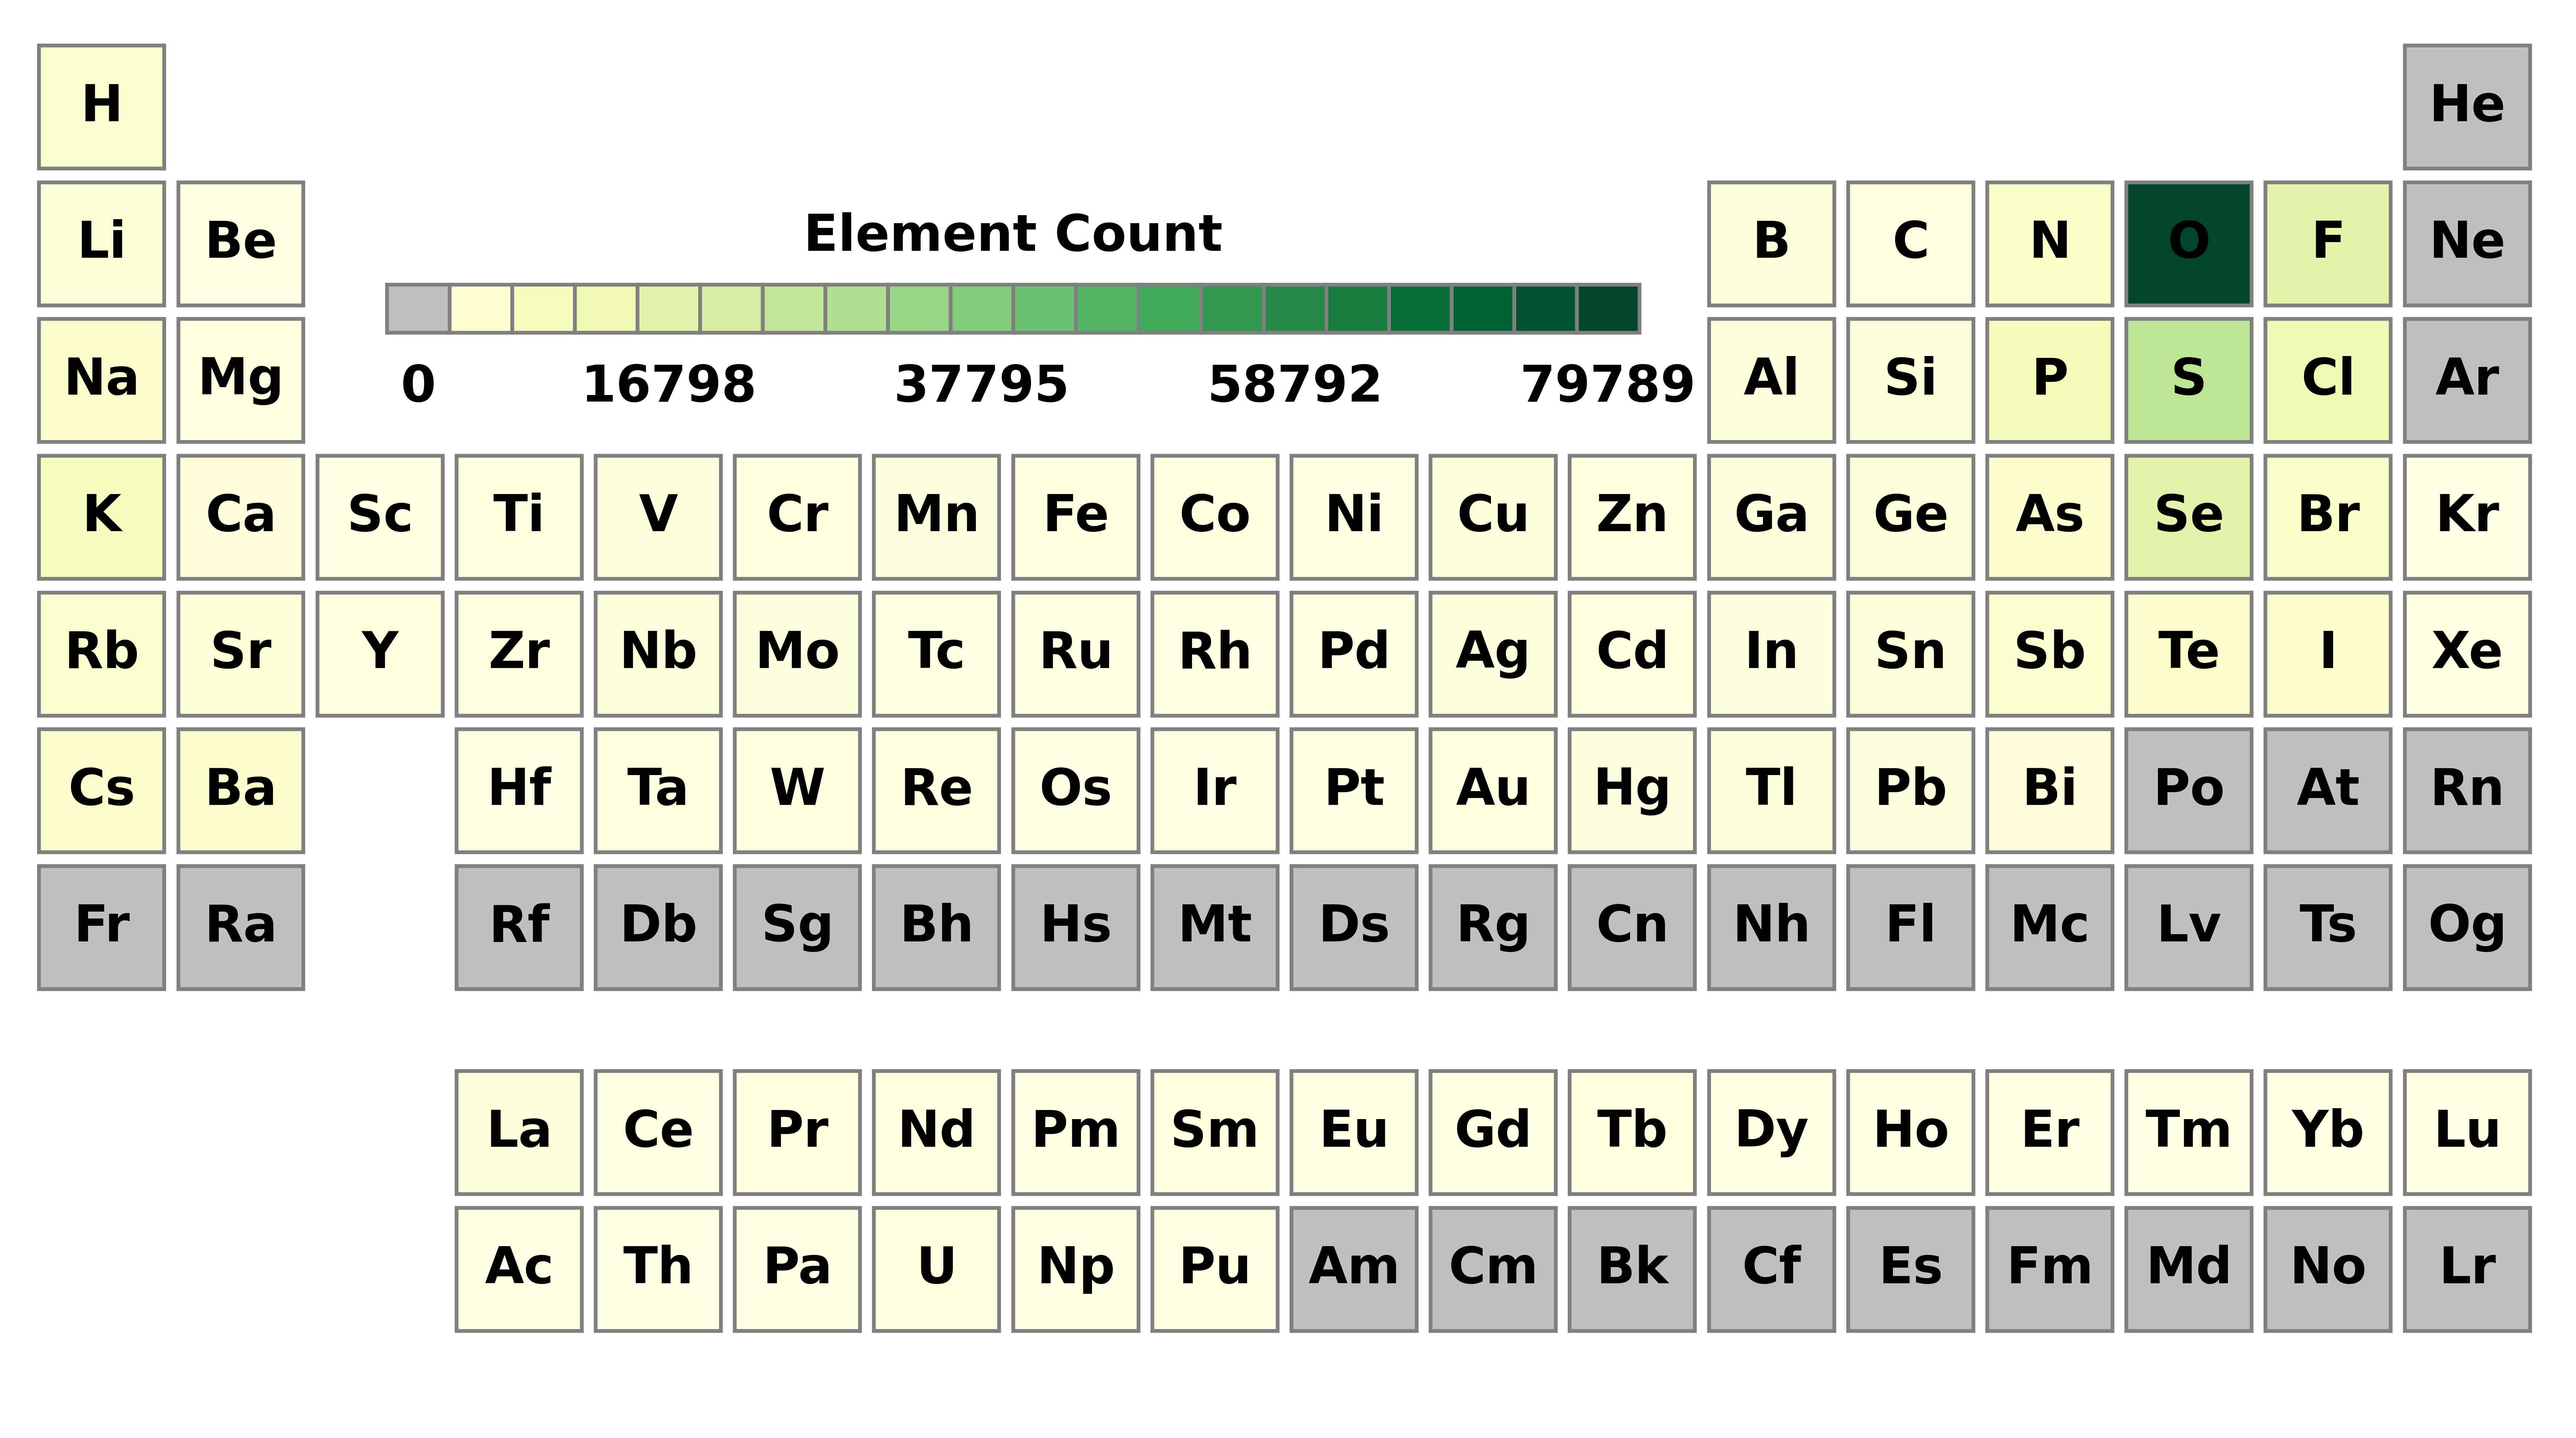 H He
Li Be B C N O F Ne
Element Count
Na Mg Al Si P S Cl Ar
0 16798 37795 58792 79789
K Ca Sc Ti V Cr Mn Fe Co Ni Cu Zn Ga Ge As Se Br Kr
Rb Sr Y Zr Nb Mo Tc Ru Rh Pd Ag Cd In Sn Sb Te I Xe
Cs Ba Hf Ta W Re Os Ir Pt Au Hg Tl Pb Bi Po At Rn
Fr Ra Rf Db Sg Bh Hs Mt Ds Rg Cn Nh Fl Mc Lv Ts Og
La Ce Pr Nd Pm Sm Eu Gd Tb Dy Ho Er Tm Yb Lu
Ac Th Pa U Np Pu Am Cm Bk Cf Es Fm Md No Lr